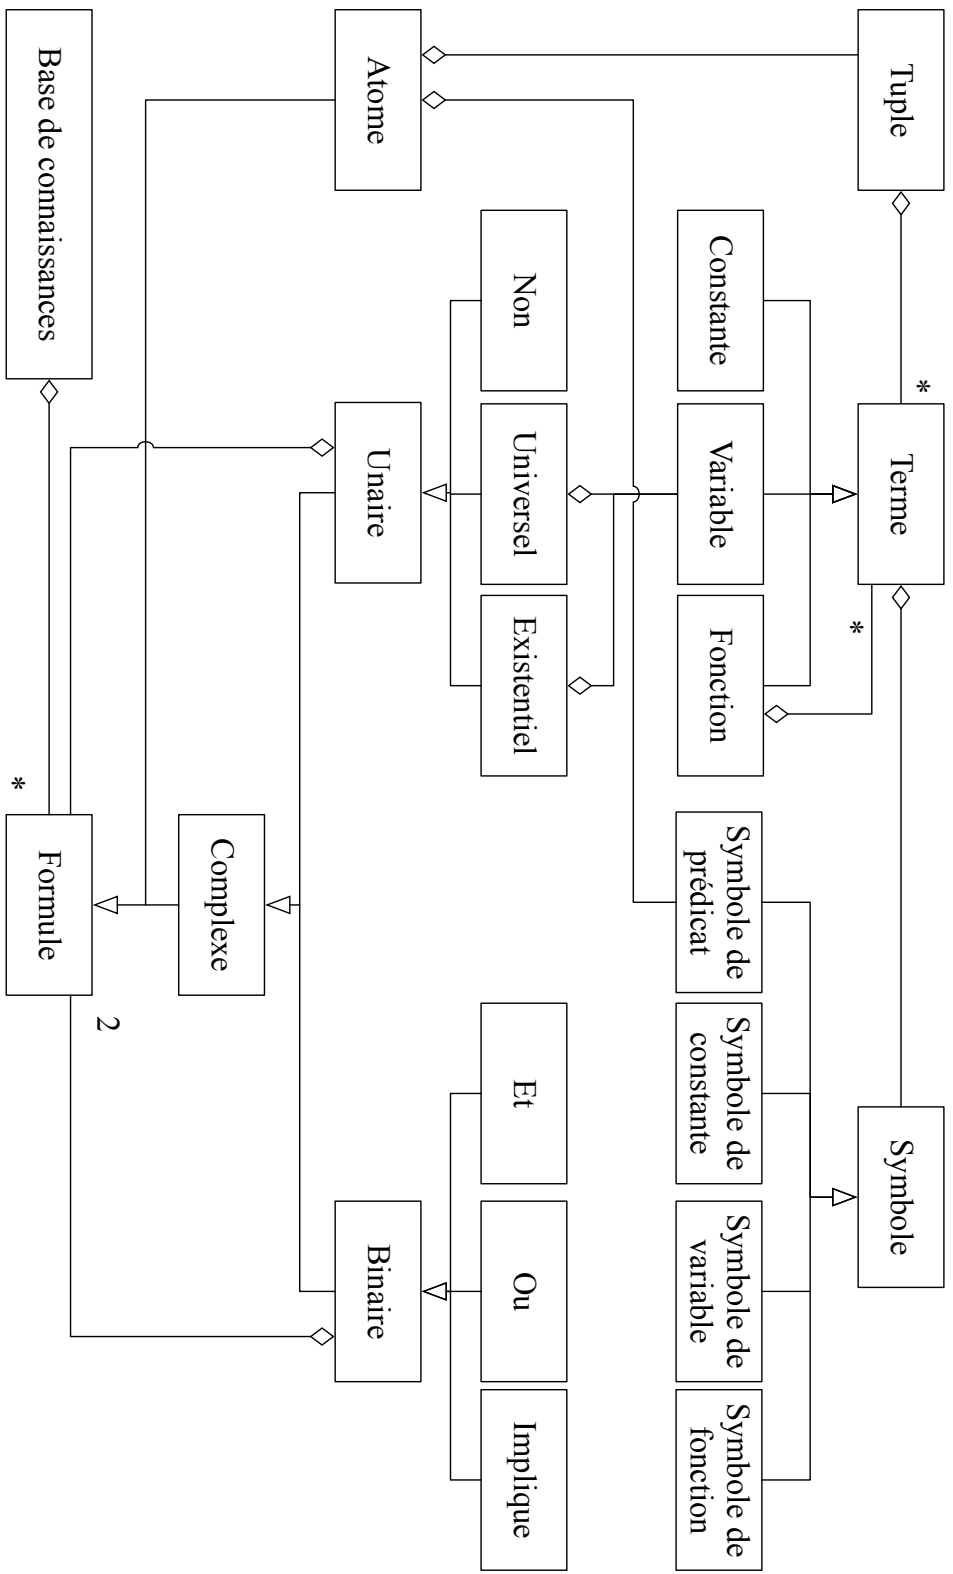 Tuple
*
Terme
*
Symbole
Constante
Variable
Fonction
Symbole de
prédicat
Symbole de
constante
Symbole de
variable
Symbole de
fonction
Non
Universel
Existentiel
Et
Ou
Implique
Atome
Unaire
Binaire
Complexe
Base de connaissances
*
Formule
2